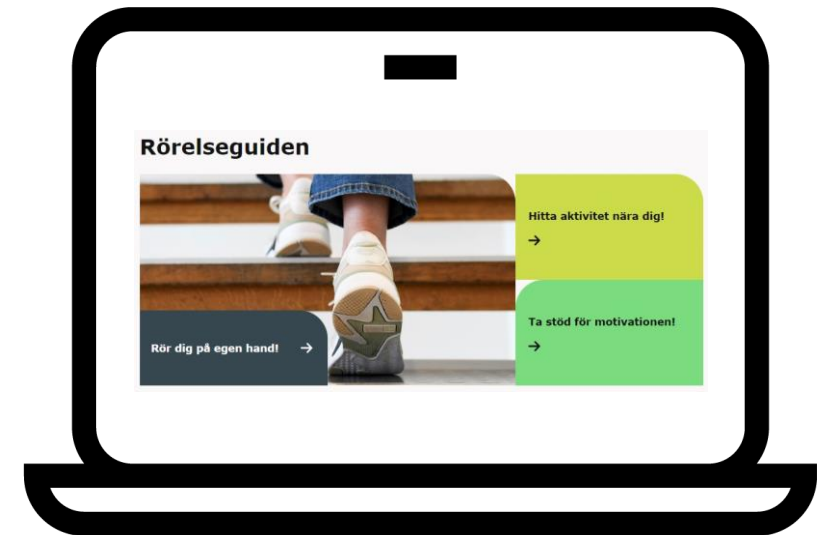 Rörelseguiden
Hitta aktivitet nära dig!
Ta stöd för motivationen!
Rör dig på egen hand!